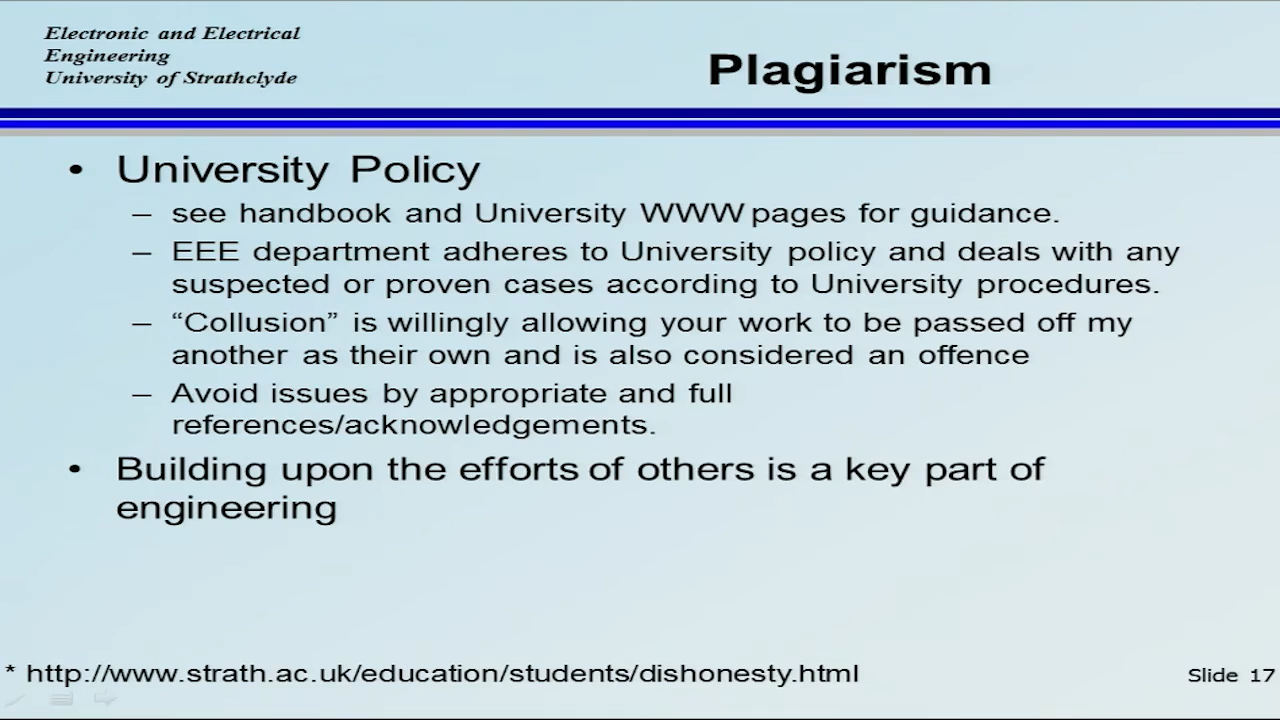 Electronic and Electrical
Engineering
University of Strathclyde
Plagiarism
• University Policy
– see handbook and University WWW pages for guidance.
– EEE department adheres to University policy and deals with any
suspected or proven cases according to University procedures.
– “Collusion” is willingly allowing your work to be passed off my
another as their own and is also considered an offence
– Avoid issues by appropriate and full
references/acknowledgements.
• Building upon the efforts of others is a key part of
engineering
* http://www.strath.ac.uk/education/students/dishonesty.html
Slide 17